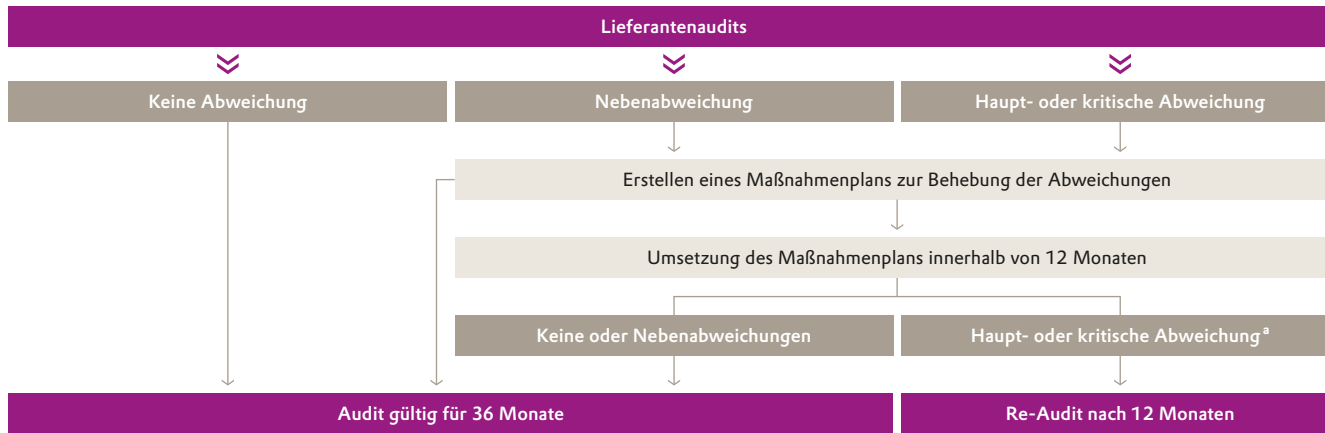 Lieferantenaudits
Keine Abweichung
Nebenabweichung
Haupt- oder kritische Abweichung
Erstellen eines Maßnahmenplans zur Behebung der Abweichungen
Umsetzung des Maßnahmenplans innerhalb von 12 Monaten
Keine oder Nebenabweichungen
Haupt- oder kritische Abweichung a
Audit gültig für 36 Monate
Re-Audit nach 12 Monaten